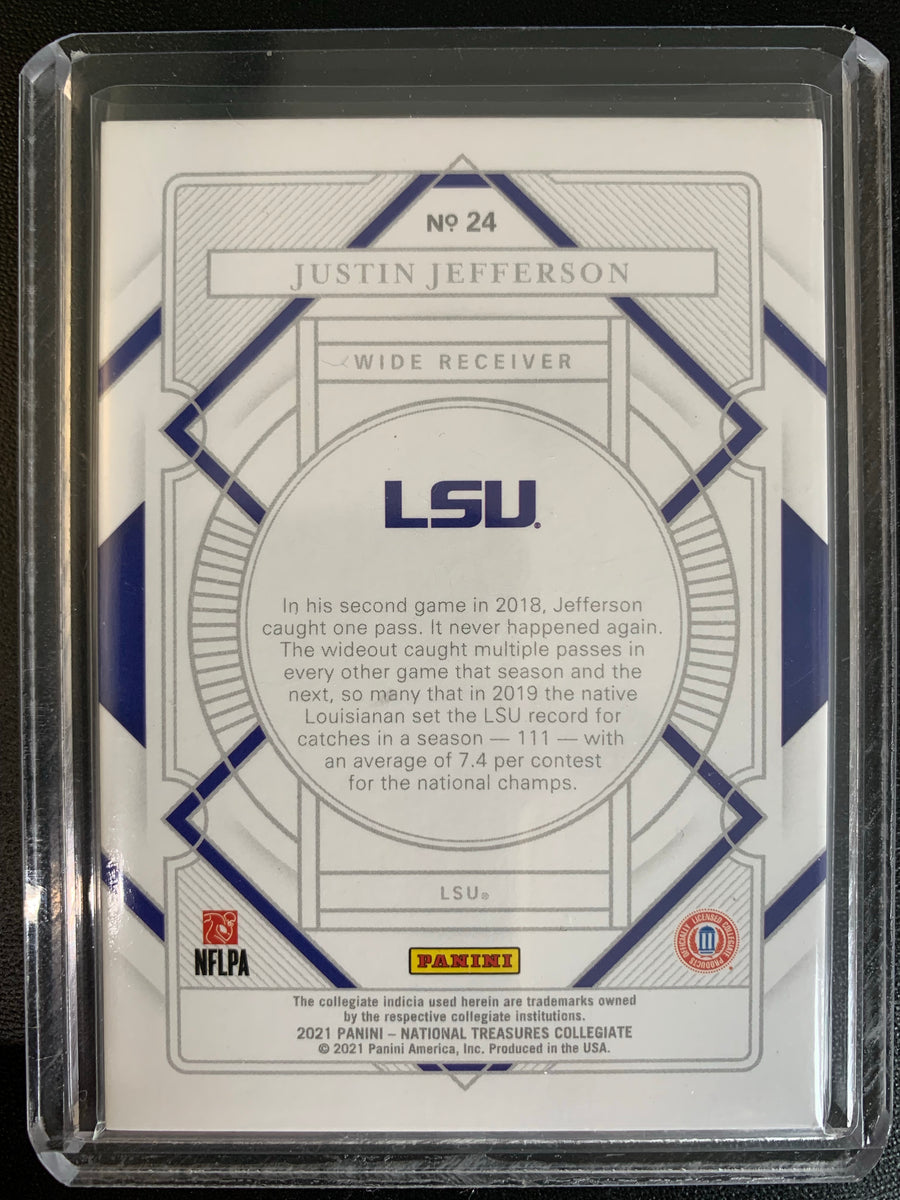 Nº 24
JUSTIN JEFFERSON
WIDE RECEIVER
LSU®
In his second game in 2018, Jefferson
caught one pass. It never happened again.
The wideout caught multiple passes in
every other game that season and the
next, so many that in 2019 the native
Louisianan set the LSU record for
catches in a season — 111 — with
an average of 7.4 per contest
for the national champs.
LSU®
NFLPA
PANINI
OFFICIALLY LICENSED COLLEGIATE PRODUCTS
The collegiate indicia used herein are trademarks owned
by the respective collegiate institutions.
2021 PANINI – NATIONAL TREASURES COLLEGIATE
© 2021 Panini America, Inc. Produced in the USA.